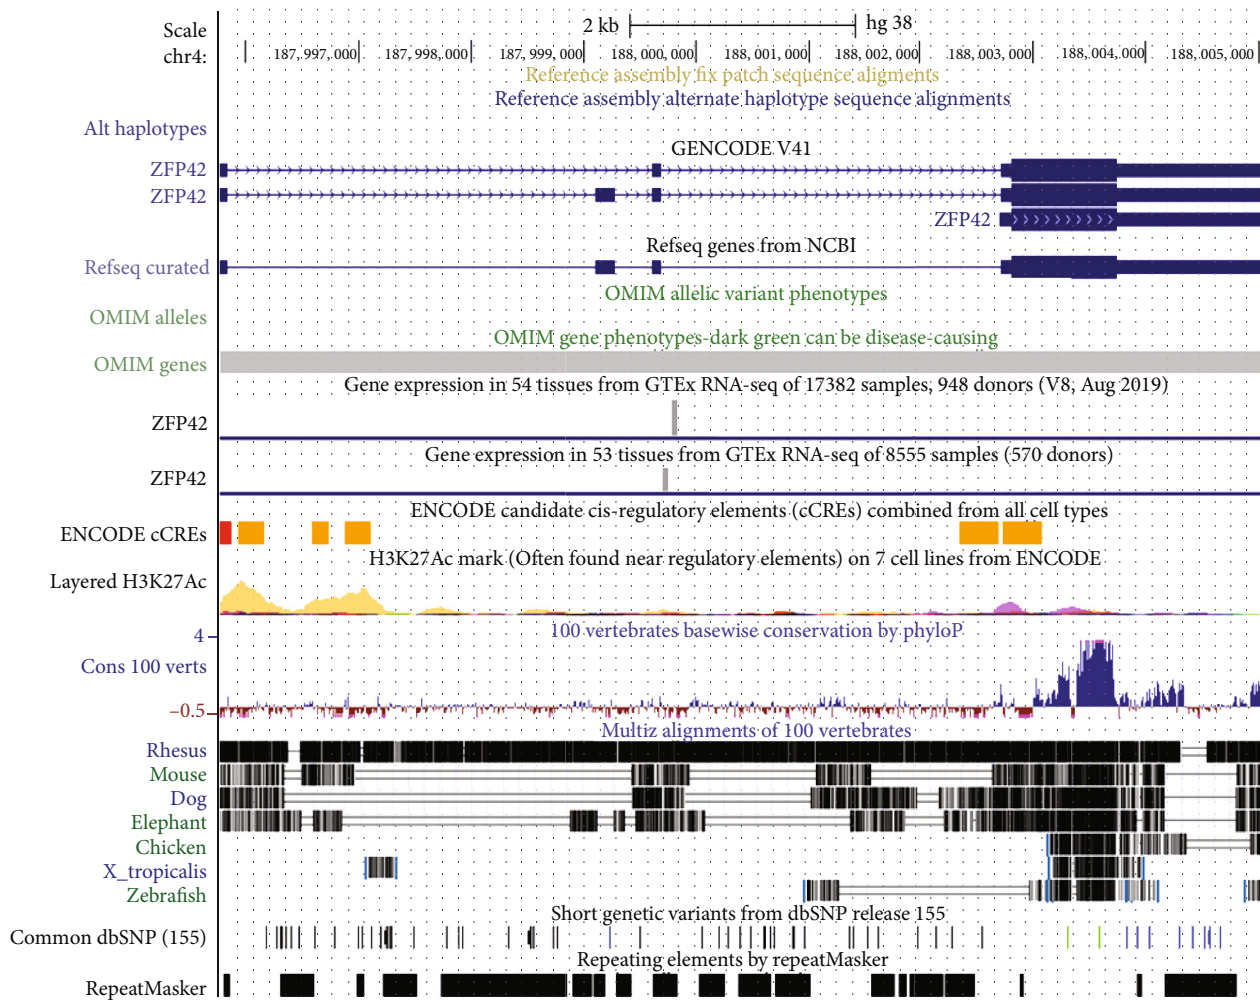 Scale 2 kb hg 38
chr4: 187,997,000 187,998,000 187,999,000 188,000,000 188,001,000 188,002,000 188,003,000 188,004,000 188,005,000
Reference assembly fix patch sequence aligments
Reference assembly alternate haplotype sequence alignments
Alt haplotypes
GENCODE V41
ZFP42
ZFP42
ZFP42
Refseq genes from NCBI
Refseq curated
OMIM allelic variant phenotypes
OMIM alleles
OMIM gene phenotypes-dark green can be disease-causing
OMIM genes
Gene expression in 54 tissues from GTEx RNA-seq of 17382 samples, 948 donors (V8, Aug 2019)
ZFP42
Gene expression in 53 tissues from GTEx RNA-seq of 8555 samples (570 donors)
ZFP42
ENCODE candidate cis-regulatory elements (cCREs) combined from all cell types
ENCODE cCREs
H3K27Ac mark (Often found near regulatory elements) on 7 cell lines from ENCODE
Layered H3K27Ac
100 vertebrates basewise conservation by phyloP
4
Cons 100 verts
–0.5
Multiz alignments of 100 vertebrates
Rhesus
Mouse
Dog
Elephant
Chicken
X_tropicalis
Zebrafish
Short genetic variants from dbSNP release 155
Common dbSNP (155)
Repeating elements by repeatMasker
RepeatMasker